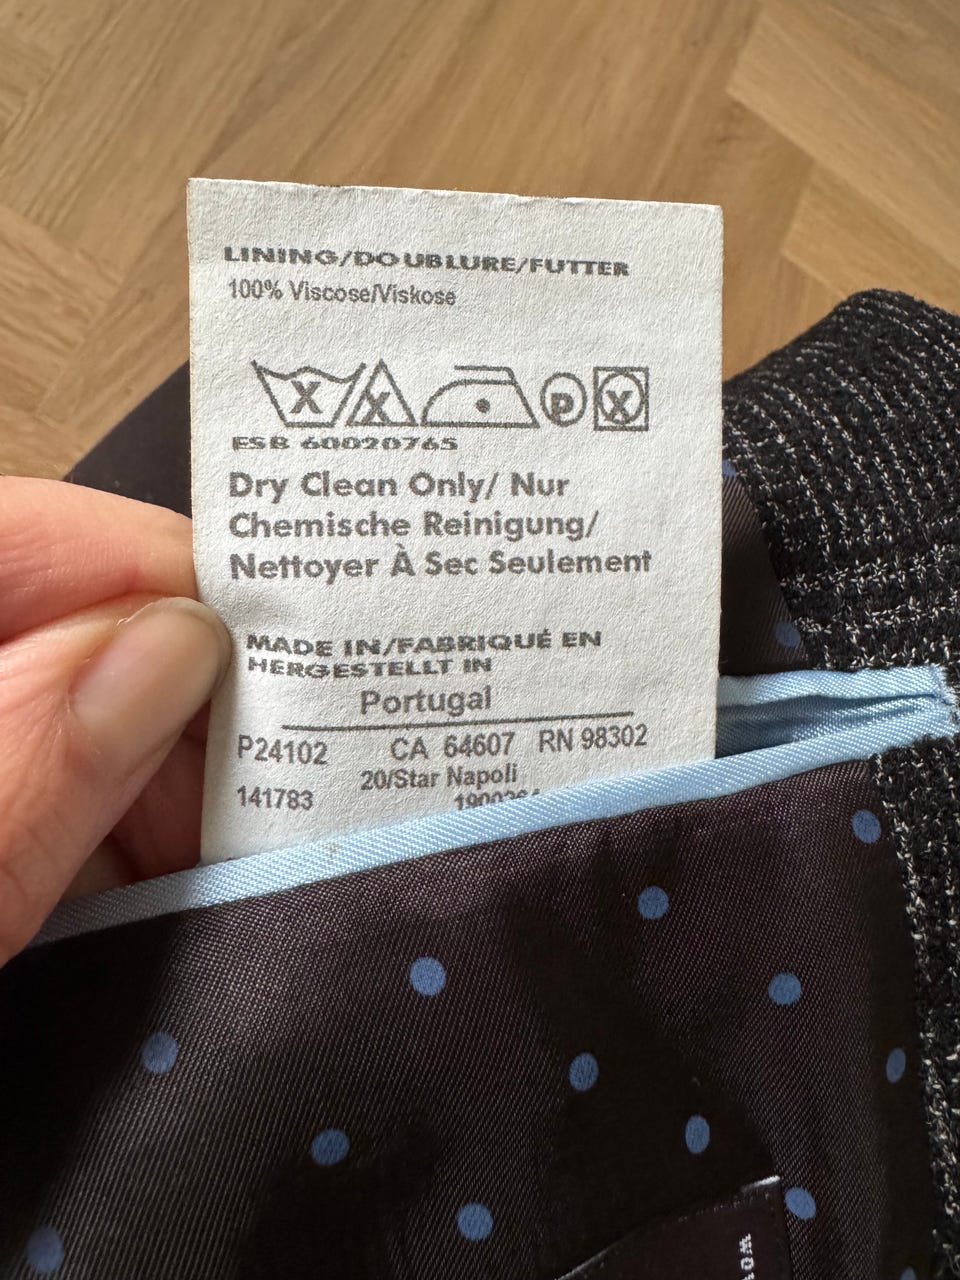 LINING/DOUBLURE/FUTTER
100% Viscose/Viskose
X X P X
ESB 60020765
Dry Clean Only/ Nur
Chemische Reinigung/
Nettoyer À Sec Seulement
MADE IN/FABRIQUÉ EN
HERGESTELLT IN
Portugal
P24102 CA 64607 RN 98302
20/Star Napoli
141783